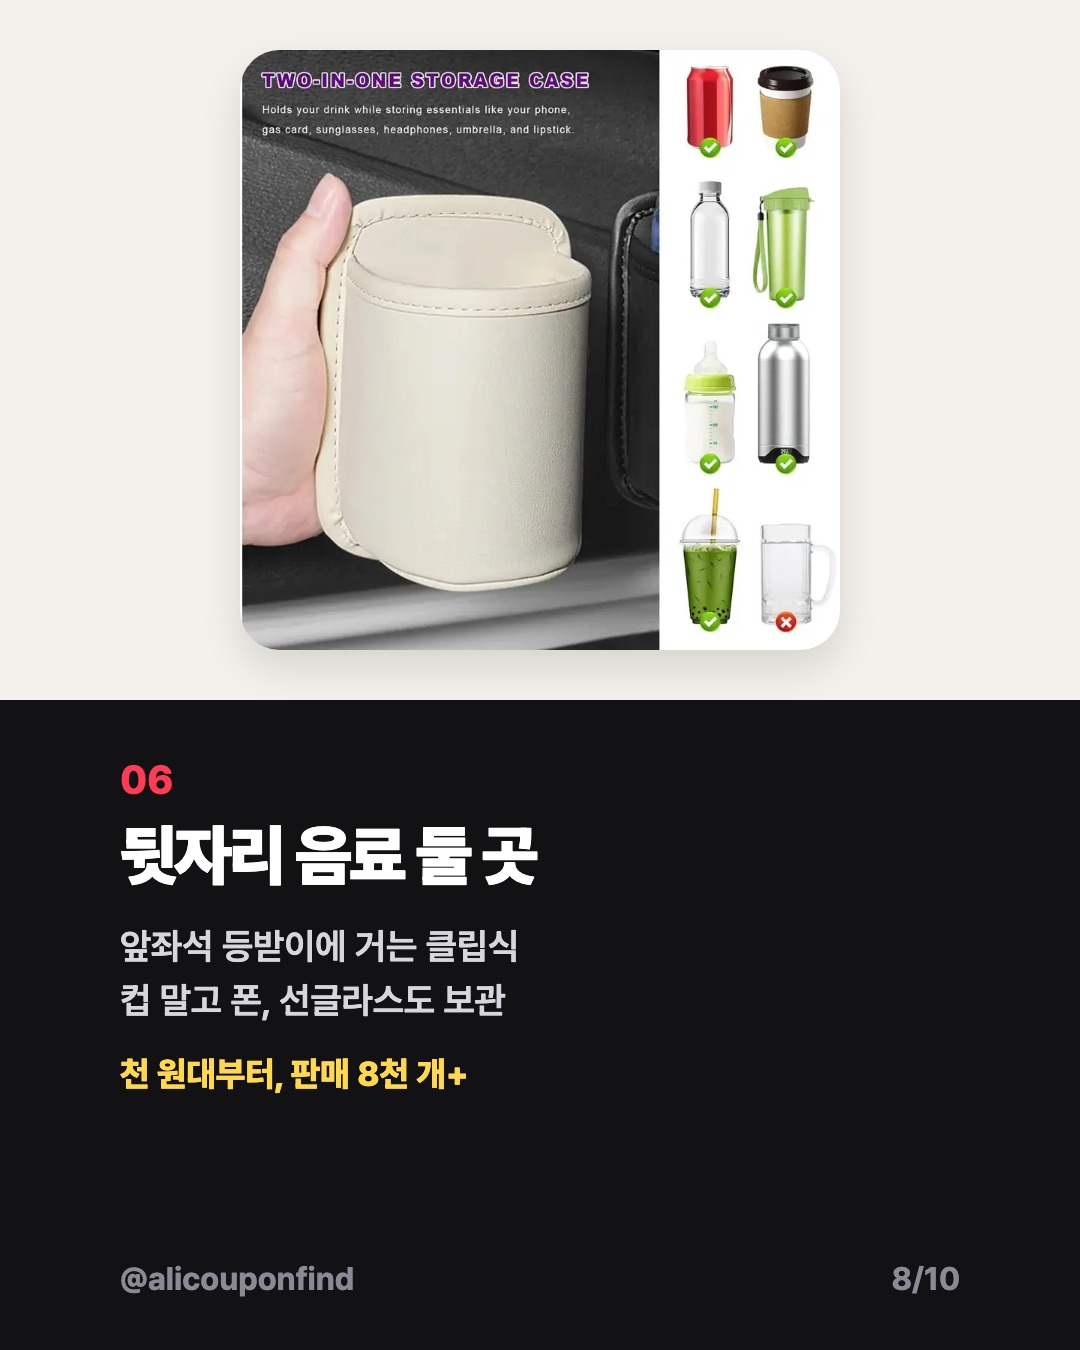 TWO-IN-ONE STORAGE CASE
Holds your drink while storing essentials like your phone,
gas card, sunglasses, headphones, umbrella, and lipstick.
06
뒷자리 음료 둘 곳
앞좌석 등받이에 거는 클립식
컵 말고 폰, 선글라스도 보관
천 원대부터, 판매 8천 개+
@alicouponfind
8/10